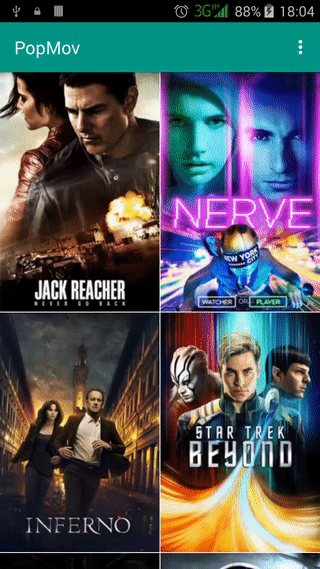 3G H+ 88% 18:04
PopMov
JACK REACHER
NEVER GO BACK
NERVE
NEW YORK
CITY
WATCHER OR PLAYER
INFERNO
STAR TREK
BEYOND